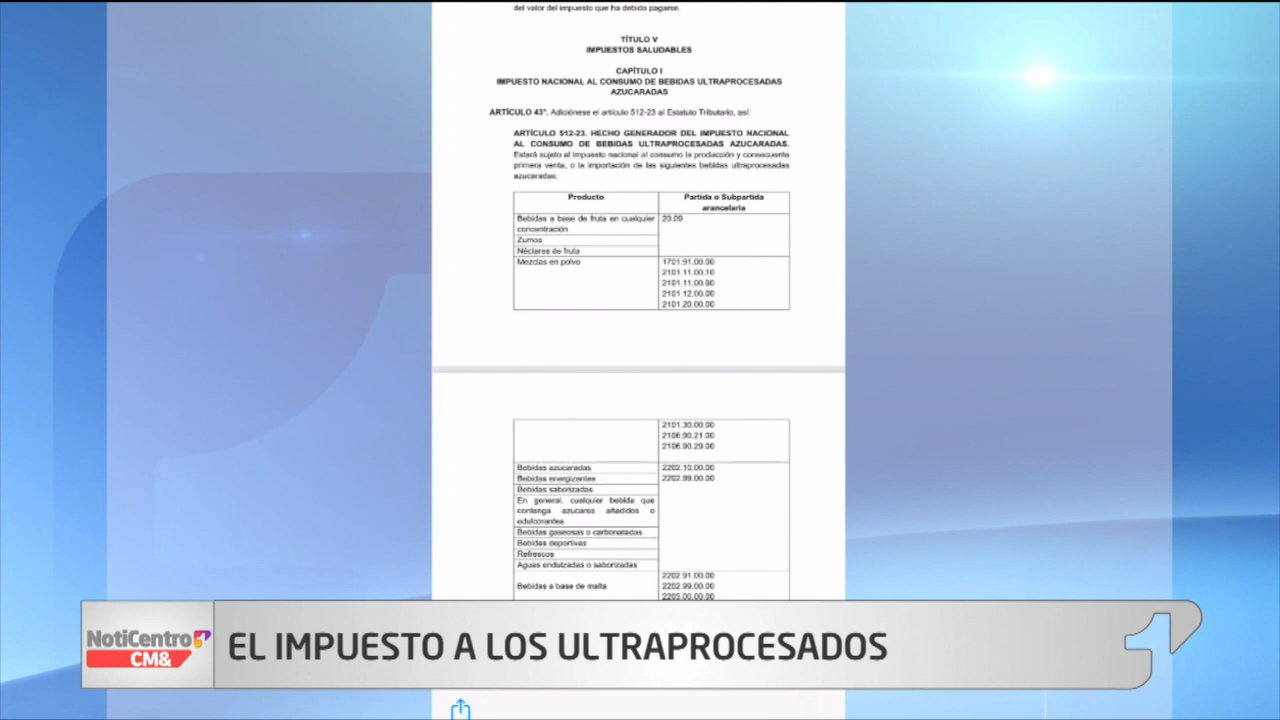 del valor del impuesto que ha debido pagarse.
TÍTULO V
IMPUESTOS SALUDABLES
CAPÍTULO I
IMPUESTO NACIONAL AL CONSUMO DE BEBIDAS ULTRAPROCESADAS
AZUCARADAS
ARTÍCULO 43°. Adiciónese el artículo 512-23 al Estatuto Tributario, así:
ARTÍCULO 512-23. HECHO GENERADOR DEL IMPUESTO NACIONAL
AL CONSUMO DE BEBIDAS ULTRAPROCESADAS AZUCARADAS.
Estará sujeto al impuesto nacional al consumo la producción y consecuente
primera venta, o la importación de las siguientes bebidas ultraprocesadas
azucaradas:
Producto
Partida o Subpartida
arancelaria
Bebidas a base de fruta en cualquier
concentración
20.09
Zumos
Néctares de fruta
Mezclas en polvo
1701.91.00.00
2101.11.00.10
2101.11.00.90
2101.12.00.00
2101.20.00.00
2101.30.00.00
2106.90.21.00
2106.90.29.00
Bebidas azucaradas
2202.10.00.00
Bebidas energizantes
2202.99.00.00
Bebidas saborizadas
En general, cualquier bebida que
contenga azucares añadidos o
edulcorantes
Bebidas gaseosas o carbonatadas
Bebidas deportivas
Refrescos
Aguas endulzadas o saborizadas
2202.91.00.00
Bebidas a base de malta
2202.99.00.00
2203.00.00.00
NotiCentro 1
CM&
EL IMPUESTO A LOS ULTRAPROCESADOS
1